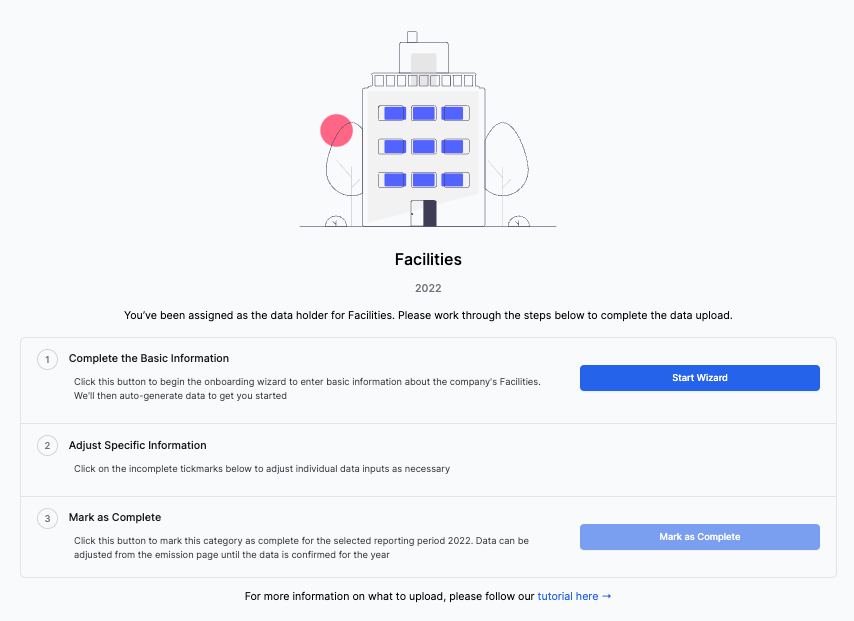 Facilities
2022
You’ve been assigned as the data holder for Facilities. Please work through the steps below to complete the data upload.
1
Complete the Basic Information
Click this button to begin the onboarding wizard to enter basic information about the company's Facilities.
We'll then auto-generate data to get you started
Start Wizard
2
Adjust Specific Information
Click on the incomplete tickmarks below to adjust individual data inputs as necessary
3
Mark as Complete
Click this button to mark this category as complete for the selected reporting period 2022. Data can be
adjusted from the emission page until the data is confirmed for the year
Mark as Complete
For more information on what to upload, please follow our tutorial here →